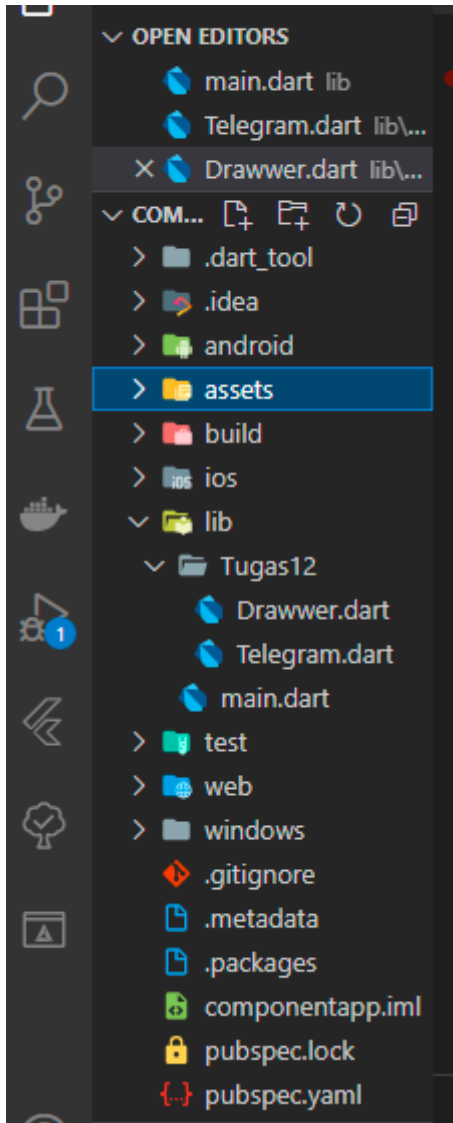 OPEN EDITORS
main.dart lib
Telegram.dart lib\...
Drawwer.dart lib\...
COM...
.dart_tool
.idea
android
assets
build
ios
lib
Tugas12
Drawwer.dart
Telegram.dart
1
main.dart
test
web
windows
.gitignore
.metadata
.packages
componentapp.iml
pubspec.lock
pubspec.yaml